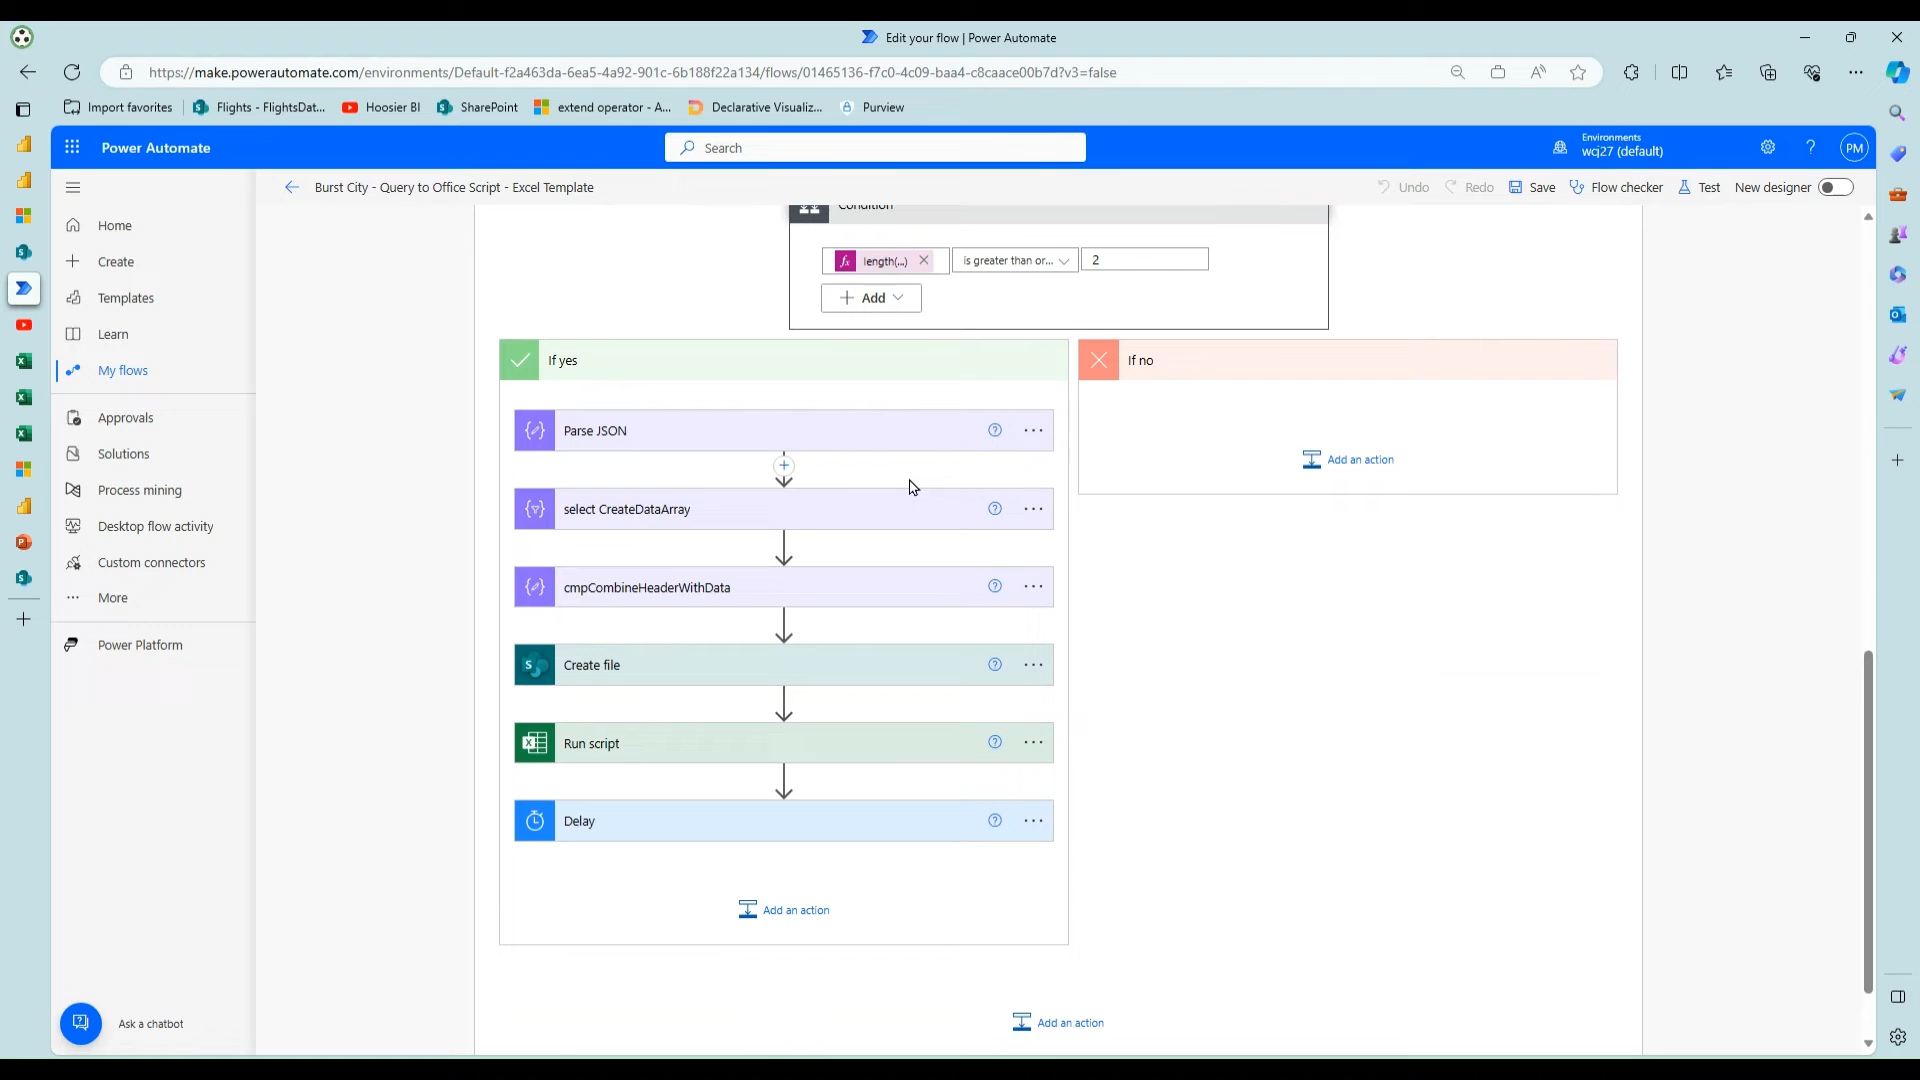 Edit your flow | Power Automate
https://make.powerautomate.com/environments/Default-f2a463da-6ea5-4a92-901c-6b188f22a134/flows/01465136-f7c0-4c09-baa4-c8caace00b7d?v3=false
Import favorites
Flights - FlightsDat...
Hoosier BI
SharePoint
extend operator - A...
Declarative Visualiz...
Purview
Power Automate
Search
Environments
wcj27 (default)
PM
Burst City - Query to Office Script - Excel Template
Undo
Redo
Save
Flow checker
Test
New designer
Home
Create
Templates
Learn
My flows
Approvals
Solutions
Process mining
Desktop flow activity
Custom connectors
More
Power Platform
Ask a chatbot
Condition
length(...)
is greater than or...
2
Add
If yes
Parse JSON
select CreateDataArray
cmpCombineHeaderWithData
Create file
Run script
Delay
Add an action
If no
Add an action
Add an action